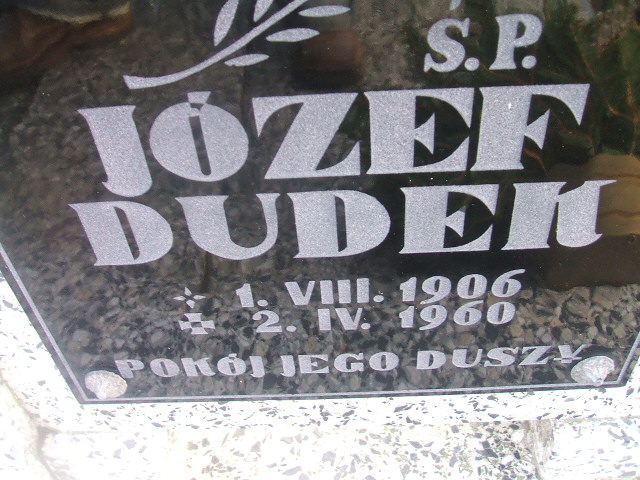 Ś.P.
JÓZEF
DUDEK
1. VIII. 1906
2. IV. 1960
POKÓJ JEGO DUSZY